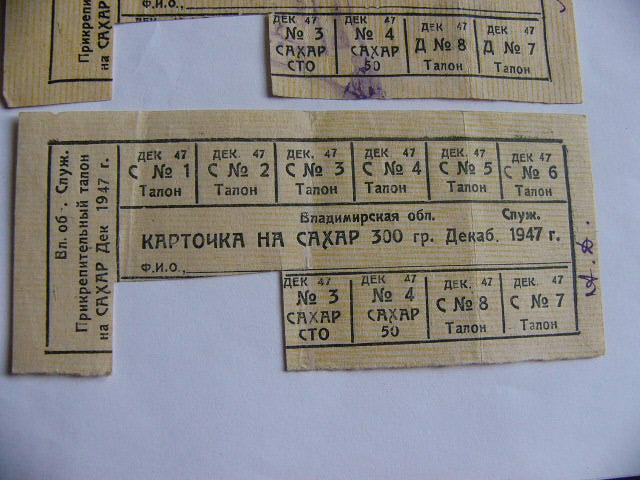 Ф.И.о.,
Прикрепительн
на САХАР
ДЕК 47 ДЕК 47 ДЕК 47 ДЕК 47
№ 3 № 4 Д № 8 Д № 7
САХАР САХАР Талон Талон
СТО 50
Вл. об. Служ.
Прикрепительный талон
на САХАР Дек 1947 г.
ДЕК 47 ДЕК. 47 ДЕК. 47 ДЕК. 47 ДЕК. 47 ДЕК. 47
С № 1 С № 2 С № 3 С № 4 С № 5 С № 6
Талон Талон Талон Талон Талон Талон
Владимирская обл. Служ.
КАРТОЧКА НА САХАР 300 гр. Декаб. 1947 г.
Ф.И.О.,
ДЕК 47 ДЕК. 47 ДЕК. 47 ДЕК. 47
№ 3 № 4 С № 8 С № 7
САХАР САХАР Талон Талон
СТО 50